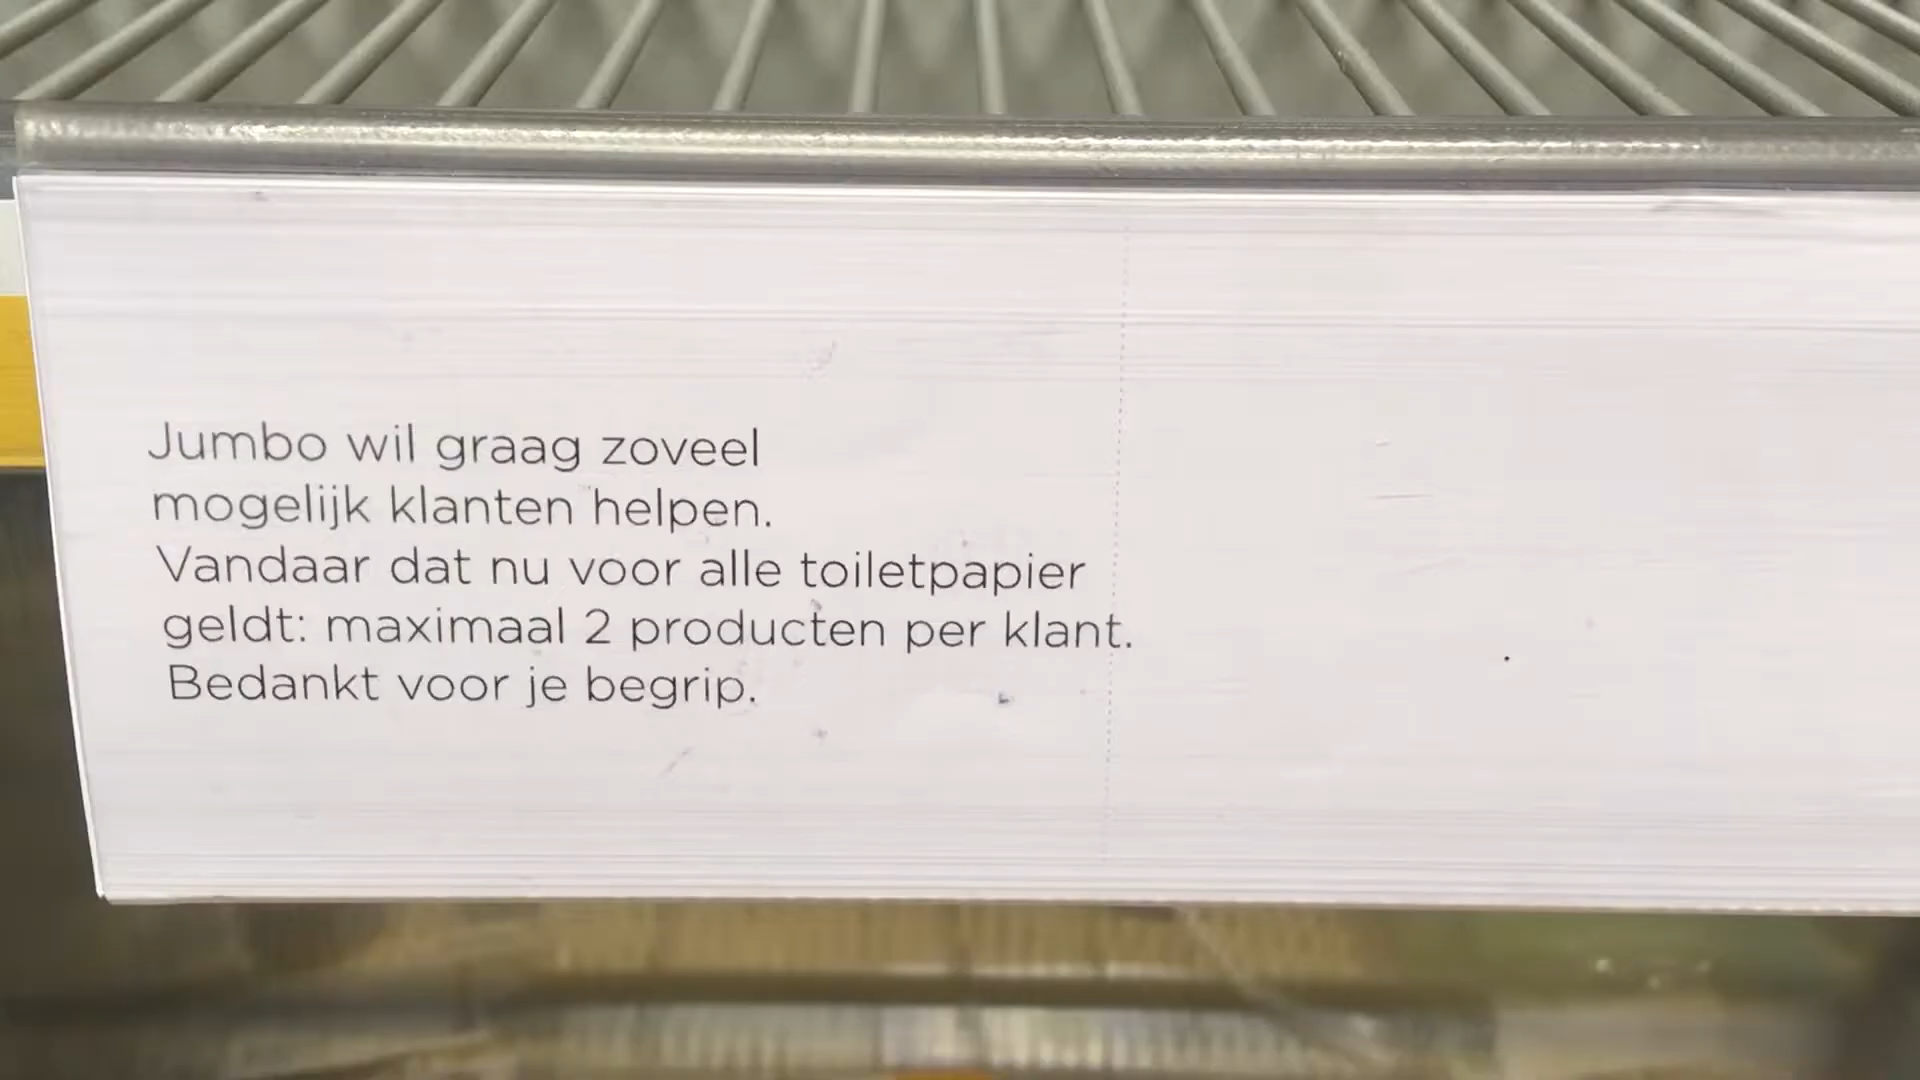 Jumbo wil graag zoveel
mogelijk klanten helpen.
Vandaar dat nu voor alle toiletpapier
geldt: maximaal 2 producten per klant.
Bedankt voor je begrip.